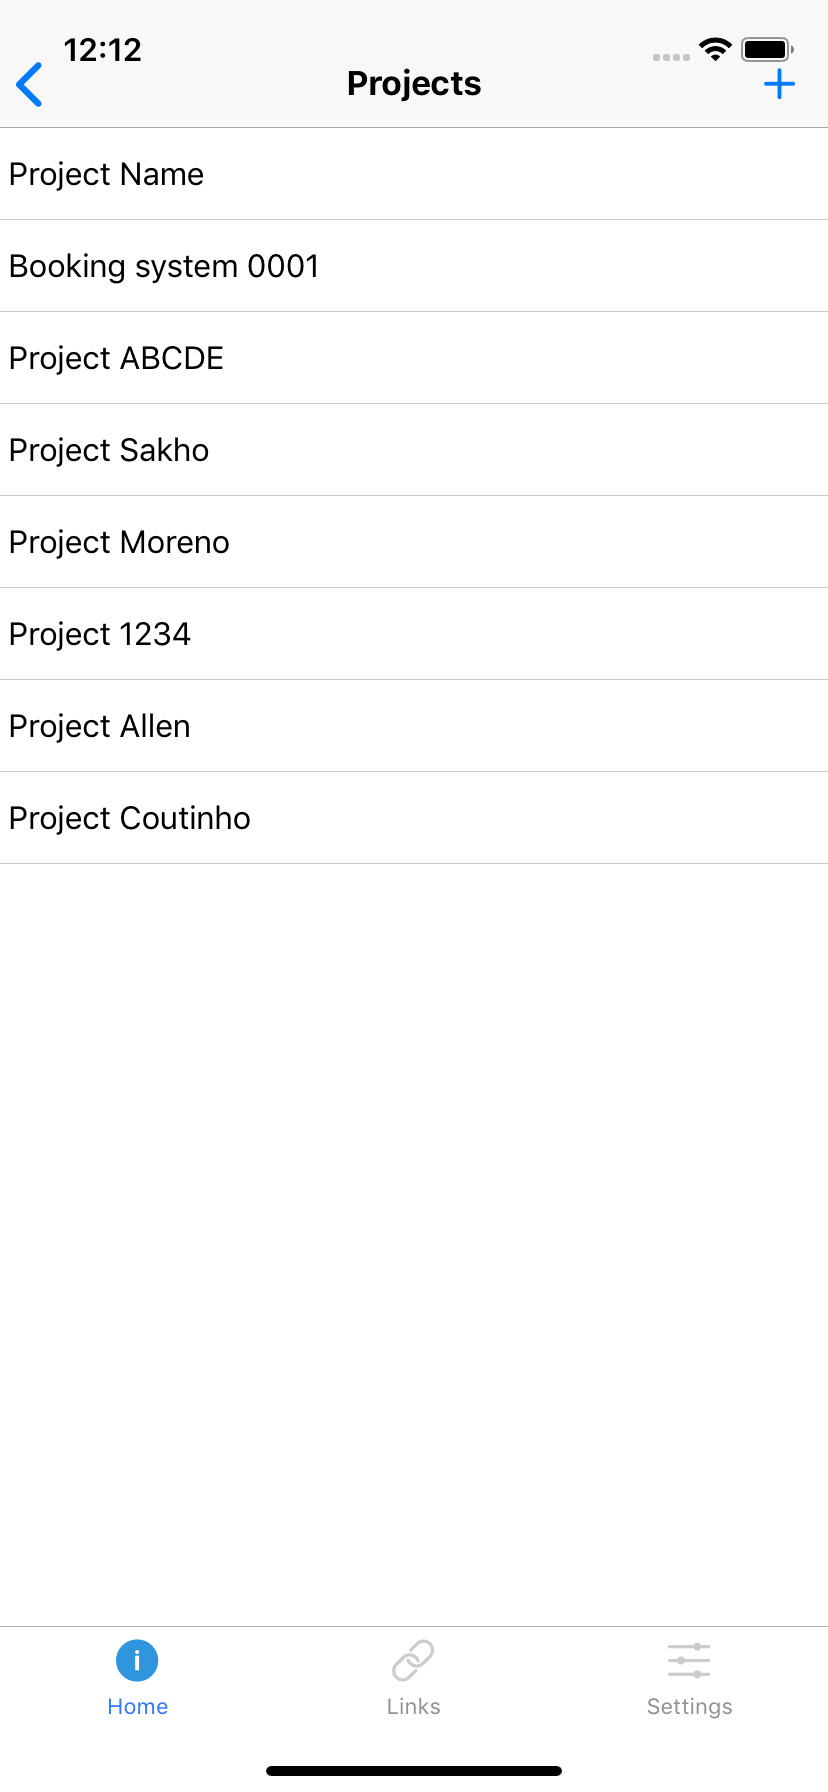 12:12
Projects
Project Name
Booking system 0001
Project ABCDE
Project Sakho
Project Moreno
Project 1234
Project Allen
Project Coutinho
Home
Links
Settings